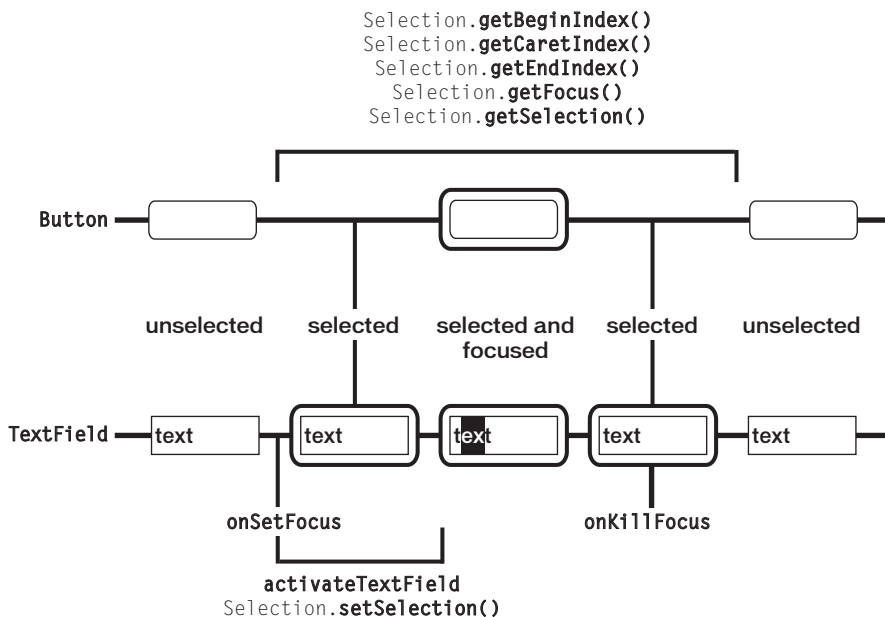 Selection.getBeginIndex()
Selection.getCaretIndex()
Selection.getEndIndex()
Selection.getFocus()
Selection.getSelection()
Button
unselected selected selected and focused selected unselected
TextField text text text text text
onSetFocus onKillFocus
activateTextField
Selection.setSelection()